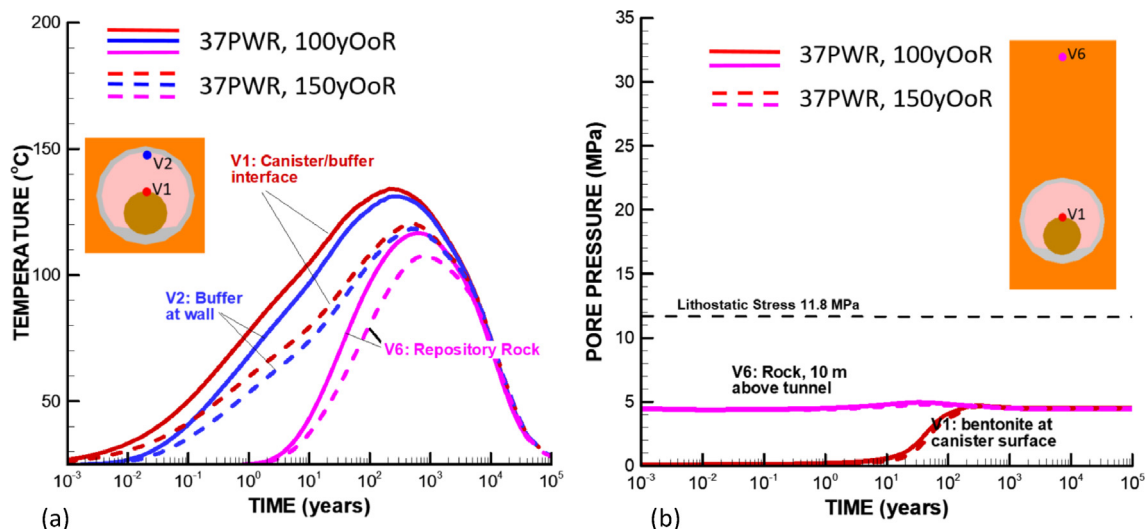 200
150
100
50
TEMPERATURE (°C)
37PWR, 100yOoR
37PWR, 150yOoR
V2
V1
V1: Canister/buffer
interface
V2: Buffer
at wall
V6: Repository Rock
10⁻³ 10⁻² 10⁻¹ 10⁰ 10¹ 10² 10³ 10⁴ 10⁵
TIME (years)
(a)
35
30
25
20
15
10
5
0
PORE PRESSURE (MPa)
37PWR, 100yOoR
37PWR, 150yOoR
V6
V1
Lithostatic Stress 11.8 MPa
V6: Rock, 10 m
above tunnel
V1: bentonite at
canister surface
10⁻³ 10⁻² 10⁻¹ 10⁰ 10¹ 10² 10³ 10⁴ 10⁵
TIME (years)
(b)